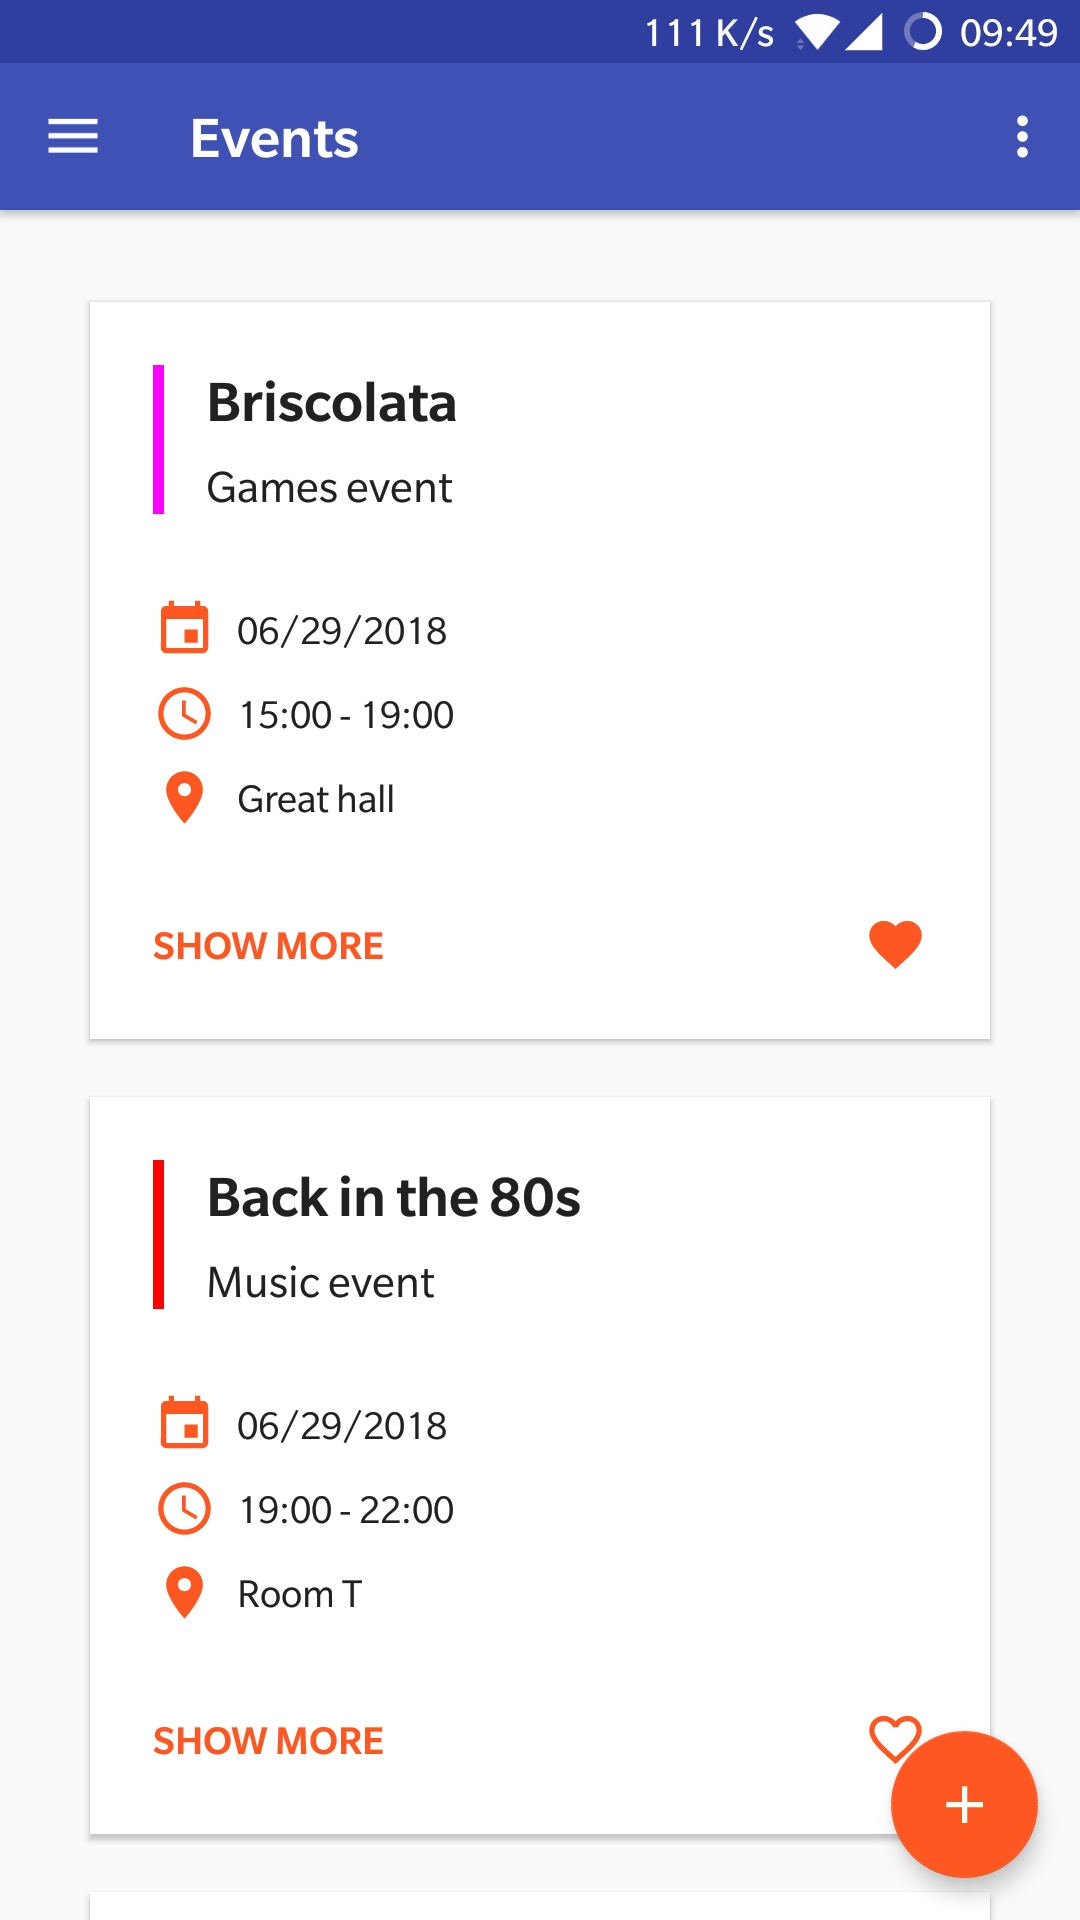 111 K/s 09:49
Events
Briscolata
Games event
06/29/2018
15:00 - 19:00
Great hall
SHOW MORE
Back in the 80s
Music event
06/29/2018
19:00 - 22:00
Room T
SHOW MORE